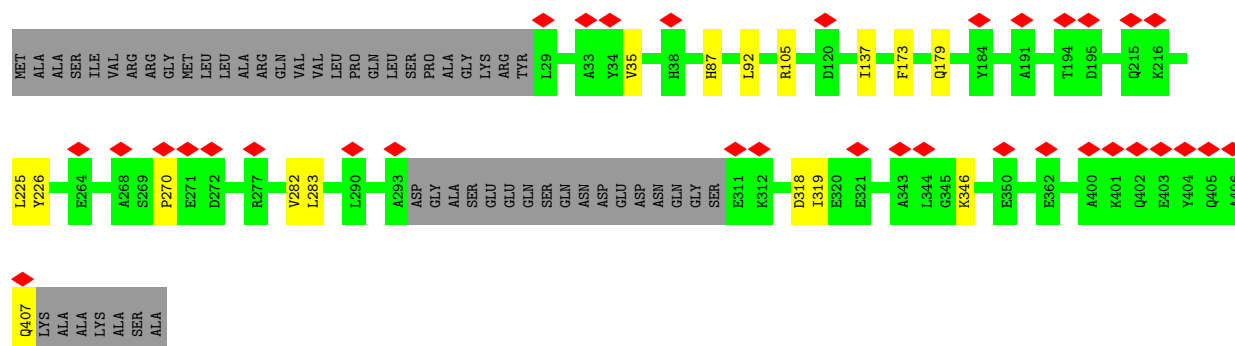 MET ALA ALA SER ILE VAL ARG ARG GLY MET LEU LEU ALA ARG GLN VAL VAL LEU PRO GLN LEU SER PRO ALA GLY LYS ARG TYR L29 A33 Y34 V35 H38 H87 L92 R105 D120 I137 F173 Q179 Y184 A191 T194 D195 Q215 K216
L225 Y226 E264 A268 S269 P270 E271 D272 R277 V282 L283 L290 A293 ASP GLY ALA SER GLU GLU GLN SER GLN ASN ASP GLU ASP ASN GLN GLY SER E311 K312 D318 I319 E320 E321 A343 L344 G345 K346 E350 E362 A400 K401 Q402 E403 Y404 Q405 A406
Q407 LYS ALA ALA LYS ALA SER ALA